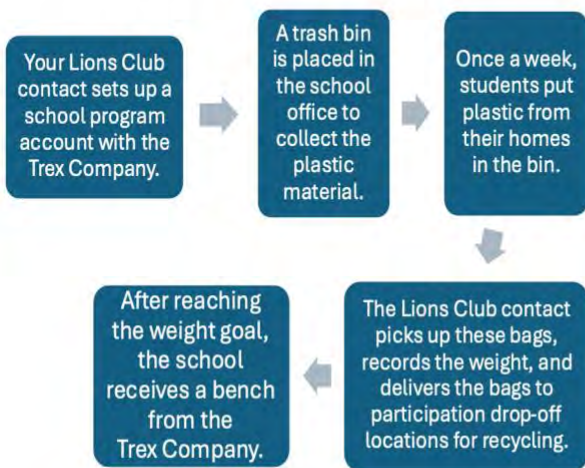 Your Lions Club
contact sets up a
school program
account with the
Trex Company.
A trash bin
is placed in
the school
office to
collect the
plastic
material.
Once a week,
students put
plastic from
their homes
in the bin.
The Lions Club contact
picks up these bags,
records the weight, and
delivers the bags to
participation drop-off
locations for recycling.
After reaching
the weight goal,
the school
receives a bench
from the
Trex Company.